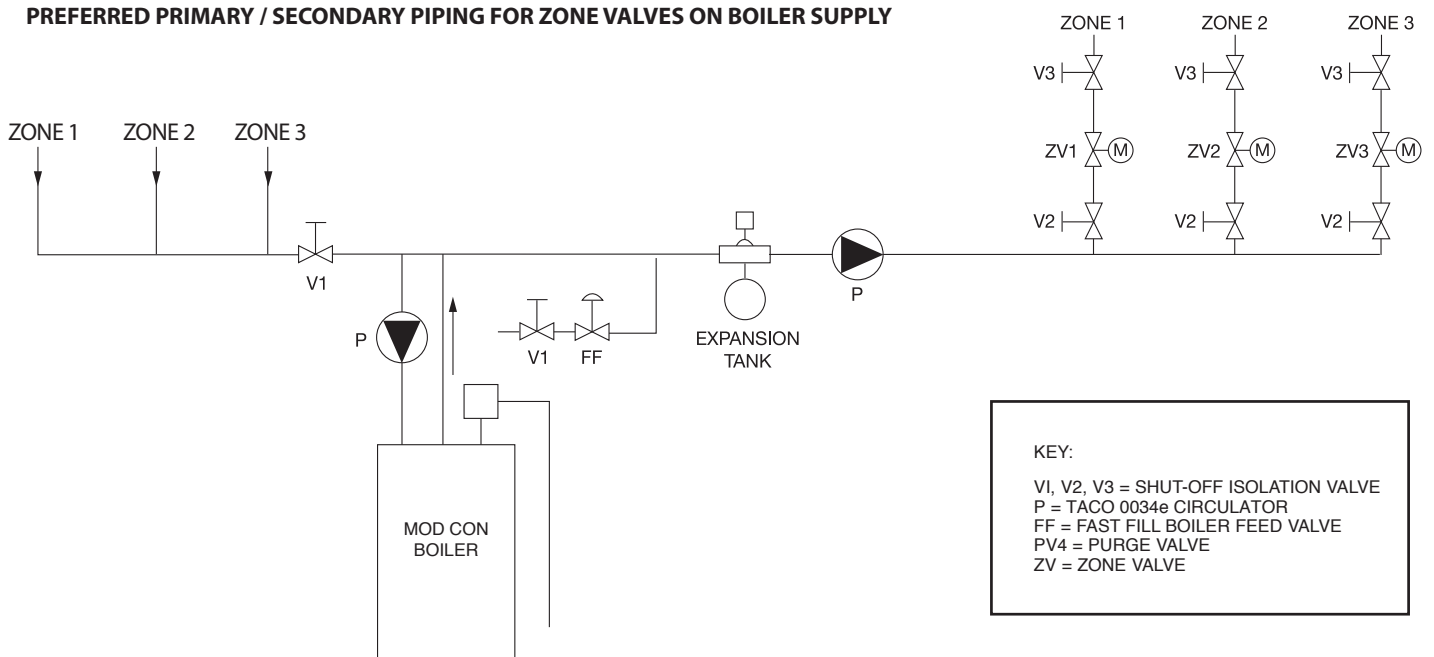 PREFERRED PRIMARY / SECONDARY PIPING FOR ZONE VALVES ON BOILER SUPPLY
ZONE 1 ZONE 2 ZONE 3
V3 V3 V3
ZONE 1 ZONE 2 ZONE 3
ZV1 M ZV2 M ZV3 M
V2 V2 V2
V1
P
P
V1 FF
EXPANSION
TANK
MOD CON
BOILER
KEY:
VI, V2, V3 = SHUT-OFF ISOLATION VALVE
P = TACO 0034e CIRCULATOR
FF = FAST FILL BOILER FEED VALVE
PV4 = PURGE VALVE
ZV = ZONE VALVE